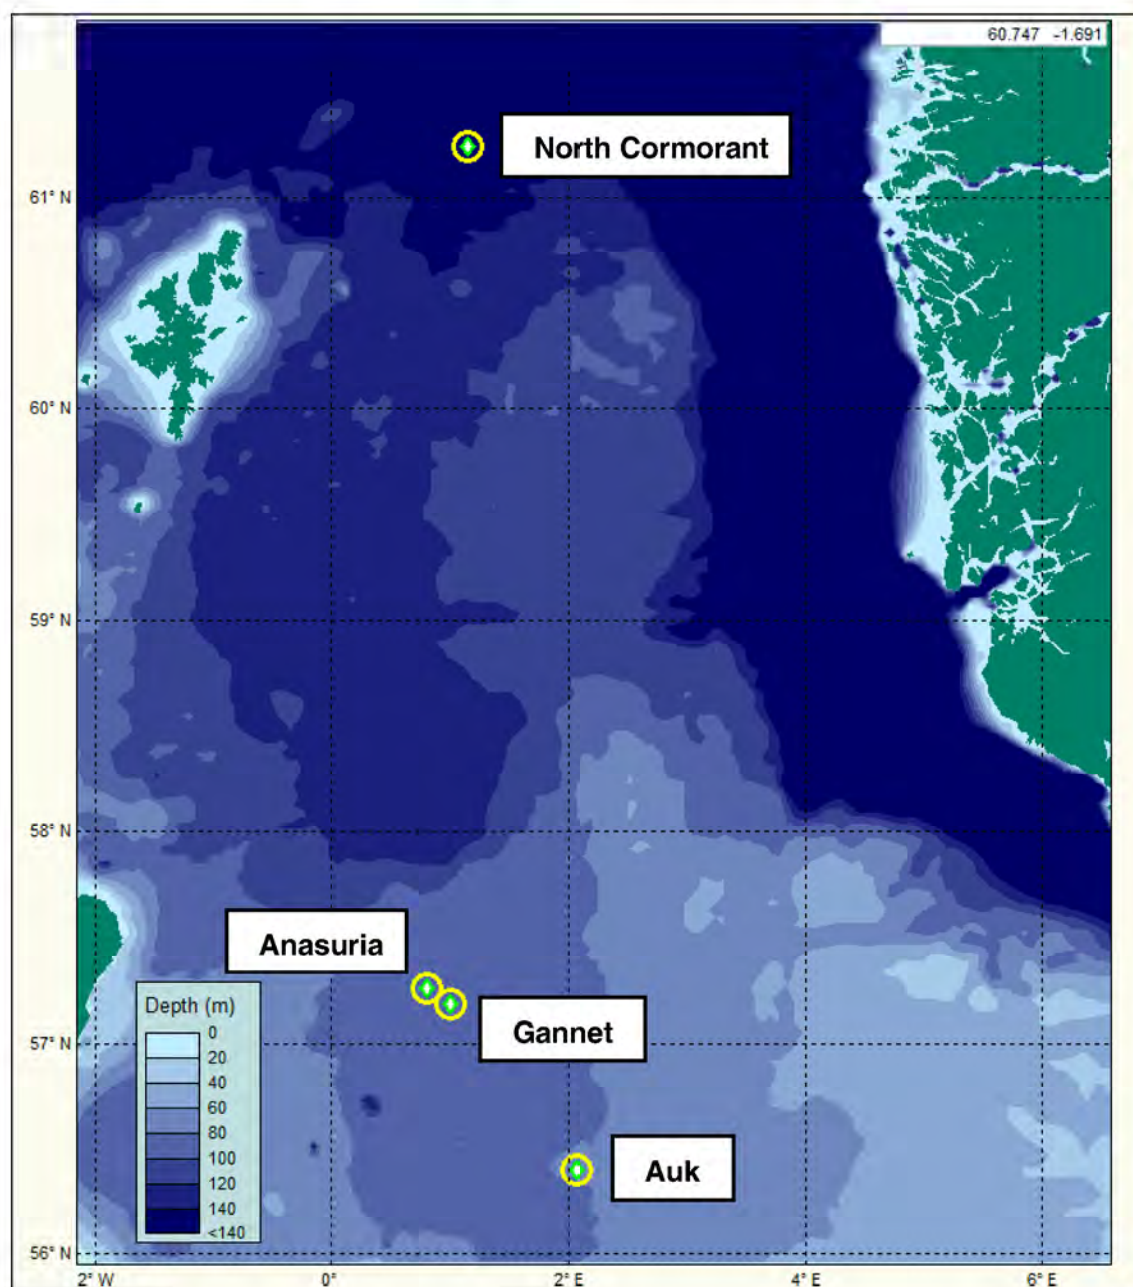 60.747 -1.691
North Cormorant
61° N
60° N
59° N
58° N
Anasuria
Gannet
Depth (m)
0
20
40
60
80
100
120
140
<140
57° N
Auk
56° N
2° W 0° 2° E 4° E 6° E